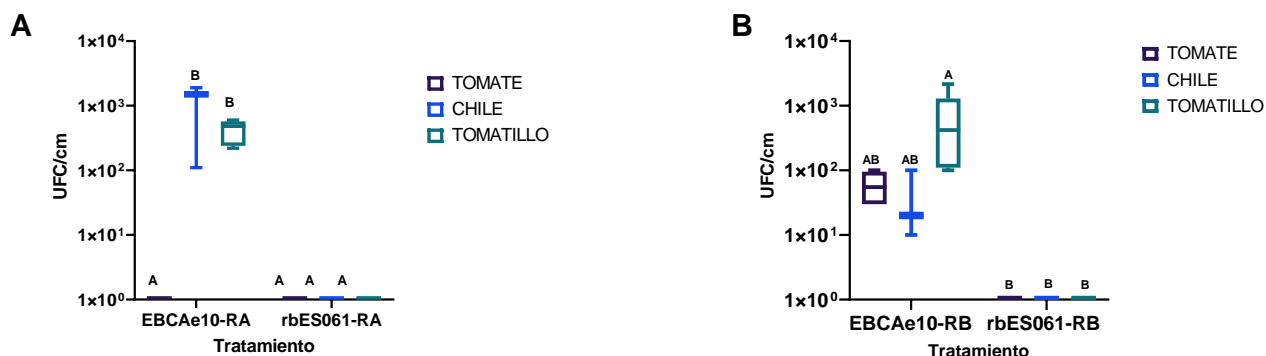 A
1×10⁴
1×10³
1×10²
1×10¹
1×10⁰
UFC/cm
B
B
A
A
A
A
EBCAe10-RA
rbES061-RA
Tratamiento
TOMATE
CHILE
TOMATILLO
B
1×10⁴
1×10³
1×10²
1×10¹
1×10⁰
UFC/cm
AB
AB
A
B
B
B
EBCAe10-RB
rbES061-RB
Tratamiento
TOMATE
CHILE
TOMATILLO